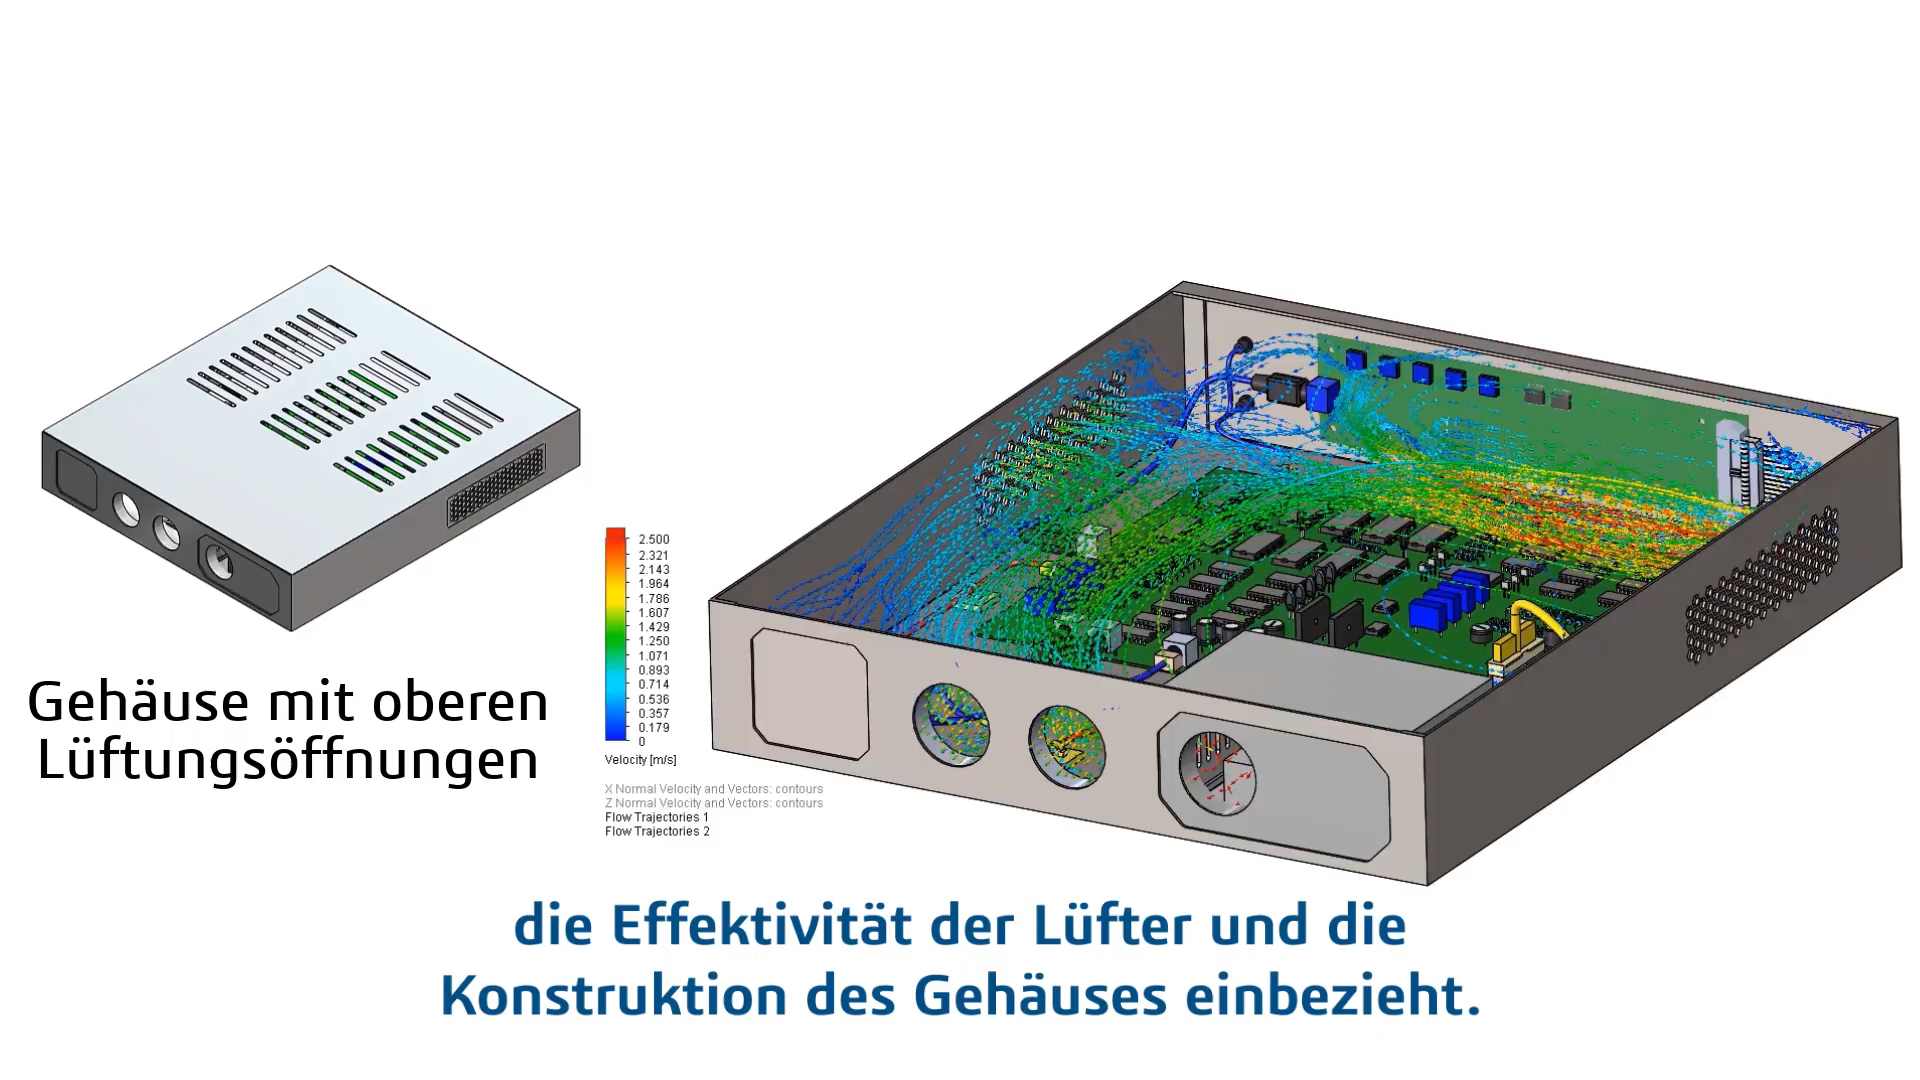 Gehäuse mit oberen
Lüftungsöffnungen
2.500
2.321
2.143
1.964
1.786
1.607
1.429
1.250
1.071
0.893
0.714
0.536
0.357
0.179
0
Velocity [m/s]
X Normal Velocity and Vectors: contours
Z Normal Velocity and Vectors: contours
Flow Trajectories 1
Flow Trajectories 2
die Effektivität der Lüfter und die
Konstruktion des Gehäuses einbezieht.